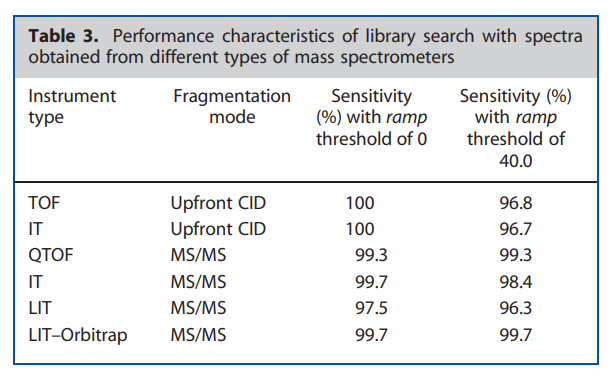 Table 3. Performance characteristics of library search with spectra
obtained from different types of mass spectrometers
Instrument type Fragmentation mode Sensitivity (%) with ramp threshold of 0 Sensitivity (%) with ramp threshold of 40.0
TOF Upfront CID 100 96.8
IT Upfront CID 100 96.7
QTOF MS/MS 99.3 99.3
IT MS/MS 99.7 98.4
LIT MS/MS 97.5 96.3
LIT–Orbitrap MS/MS 99.7 99.7